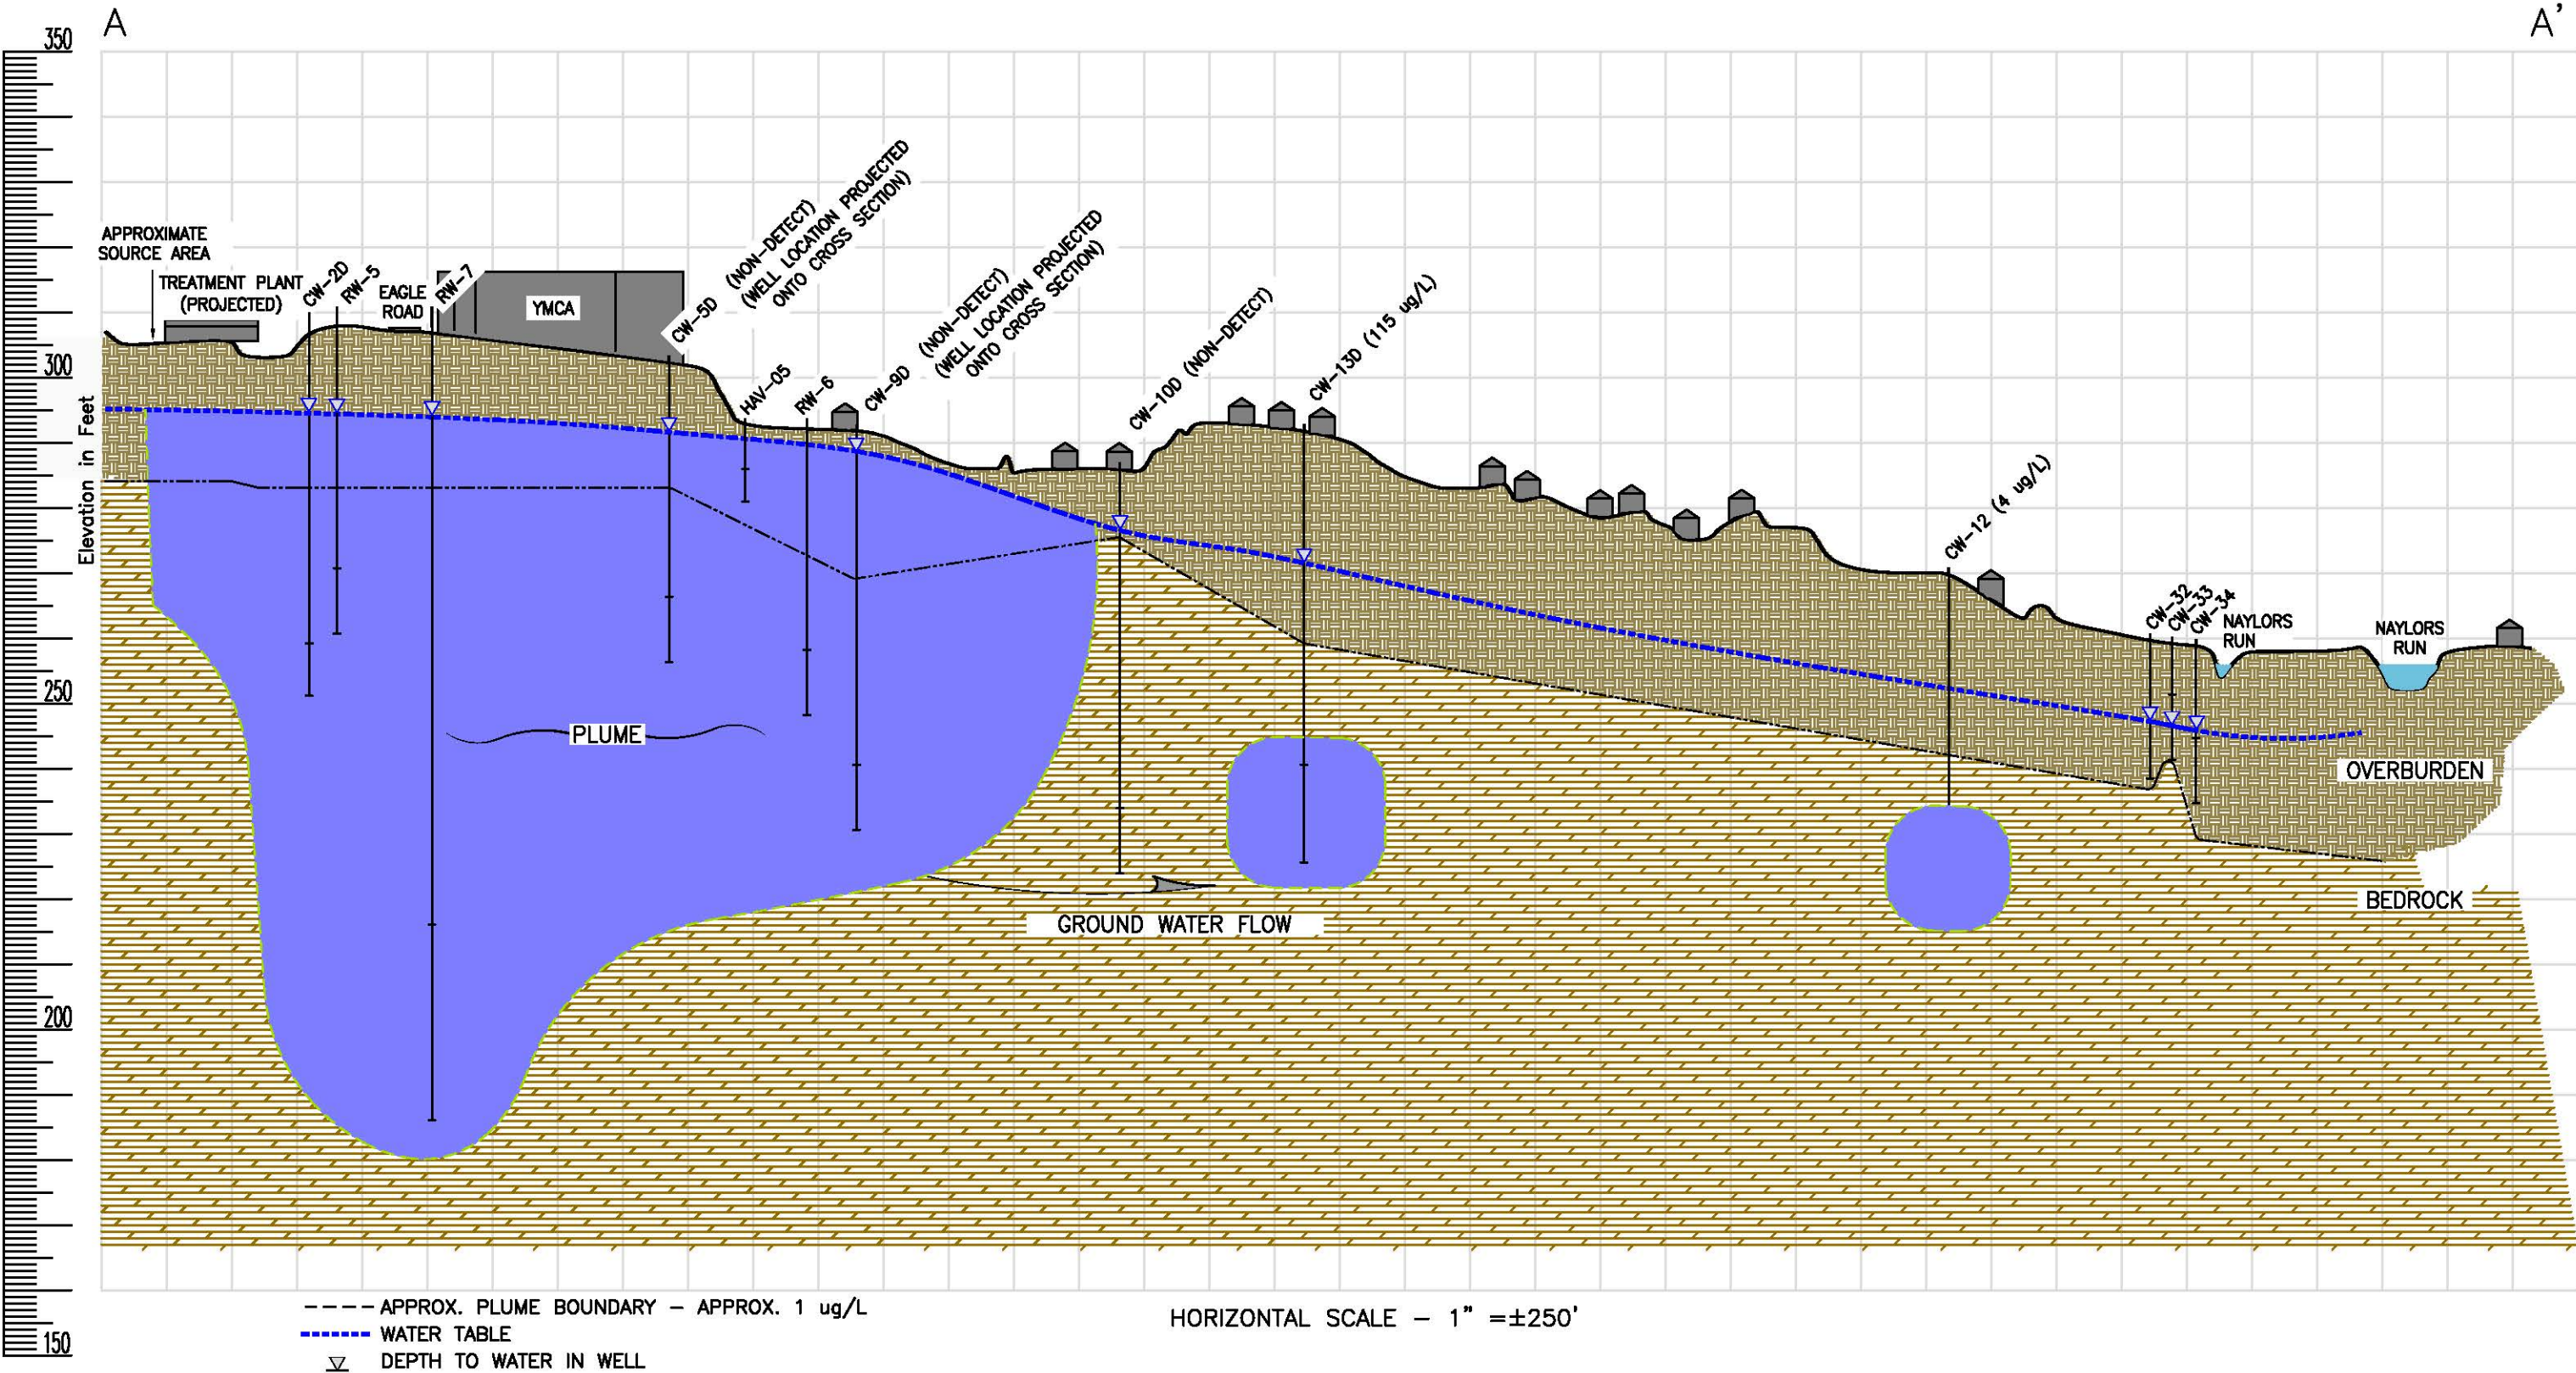 A
A'
350
300
250
200
150
Elevation in Feet
APPROXIMATE
SOURCE AREA
TREATMENT PLANT
(PROJECTED)
CW-2D
RW-5
EAGLE
ROAD
RW-7
YMCA
CW-5D (NON-DETECT)
(WELL LOCATION PROJECTED
ONTO CROSS SECTION)
HAV-05
RW-6
CW-9D (NON-DETECT)
(WELL LOCATION PROJECTED
ONTO CROSS SECTION)
CW-10D (NON-DETECT)
CW-13D (115 ug/L)
CW-12 (4 ug/L)
CW-32
CW-33
CW-34
NAYLORS
RUN
NAYLORS
RUN
PLUME
OVERBURDEN
BEDROCK
GROUND WATER FLOW
APPROX. PLUME BOUNDARY - APPROX. 1 ug/L
WATER TABLE
DEPTH TO WATER IN WELL
HORIZONTAL SCALE - 1" =±250'